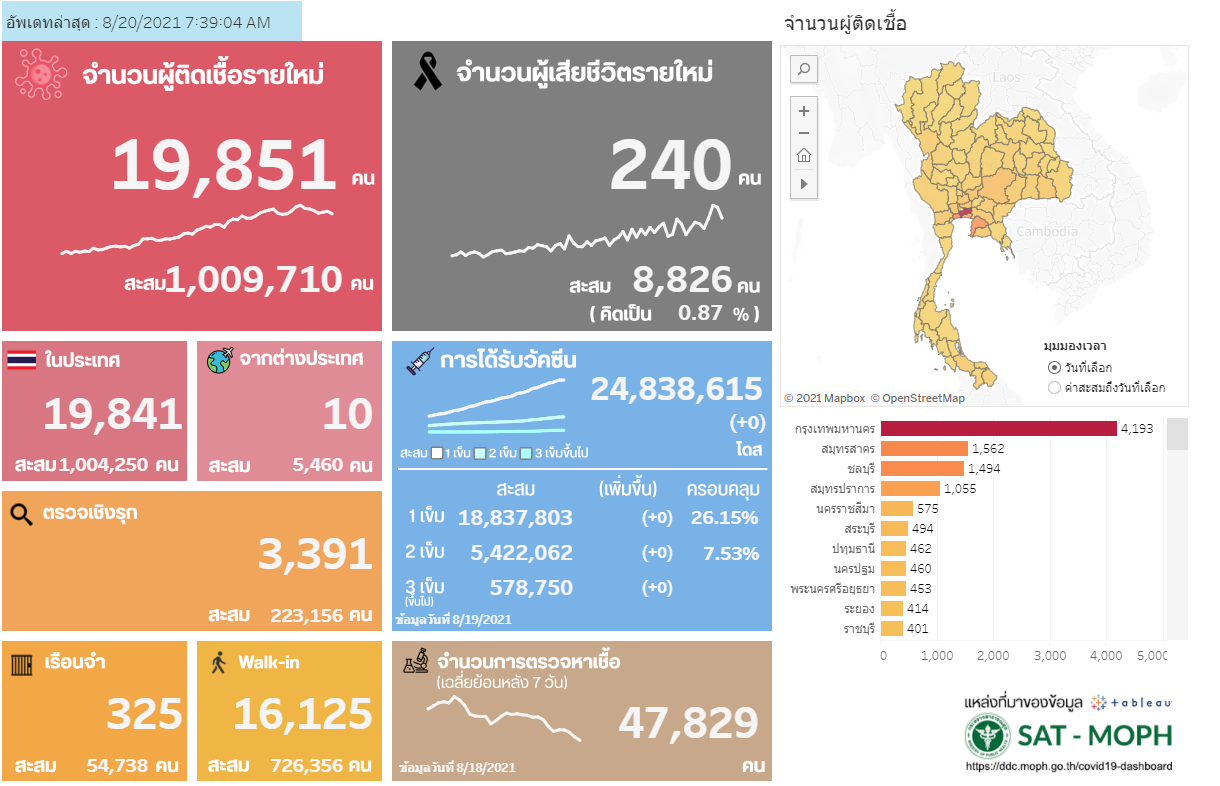 อัพเดทล่าสุด : 8/20/2021 7:39:04 AM
จำนวนผู้ติดเชื้อรายใหม่
19,851 คน
สะสม 1,009,710 คน
จำนวนผู้เสียชีวิตรายใหม่
240 คน
สะสม 8,826 คน
( คิดเป็น 0.87 % )
ในประเทศ
19,841
สะสม 1,004,250 คน
จากต่างประเทศ
10
สะสม 5,460 คน
ตรวจเชิงรุก
3,391
สะสม 223,156 คน
เรือนจำ
325
สะสม 54,738 คน
Walk-in
16,125
สะสม 726,356 คน
การได้รับวัคซีน
24,838,615
(+0)
โดส
สะสม 1 เข็ม 2 เข็ม 3 เข็มขึ้นไป
สะสม (เพิ่มขึ้น) ครอบคลุม
1 เข็ม 18,837,803 (+0) 26.15%
2 เข็ม 5,422,062 (+0) 7.53%
3 เข็ม 578,750 (+0)
(ขึ้นไป)
ข้อมูลวันที่ 8/19/2021
จำนวนการตรวจหาเชื้อ
(เฉลี่ยย้อนหลัง 7 วัน)
47,829
คน
ข้อมูลวันที่ 8/18/2021
จำนวนผู้ติดเชื้อ
Laos
Cambodia
มุมมองเวลา
วันที่เลือก
ค่าสะสมถึงวันที่เลือก
© 2021 Mapbox © OpenStreetMap
กรุงเทพมหานคร 4,193
สมุทรสาคร 1,562
ชลบุรี 1,494
สมุทรปราการ 1,055
นครราชสีมา 575
สระบุรี 494
ปทุมธานี 462
นครปฐม 460
พระนครศรีอยุธยา 453
ระยอง 414
ราชบุรี 401
0 1,000 2,000 3,000 4,000 5,000
แหล่งที่มาของข้อมูล +tableau
SAT - MOPH
https://ddc.moph.go.th/covid19-dashboard